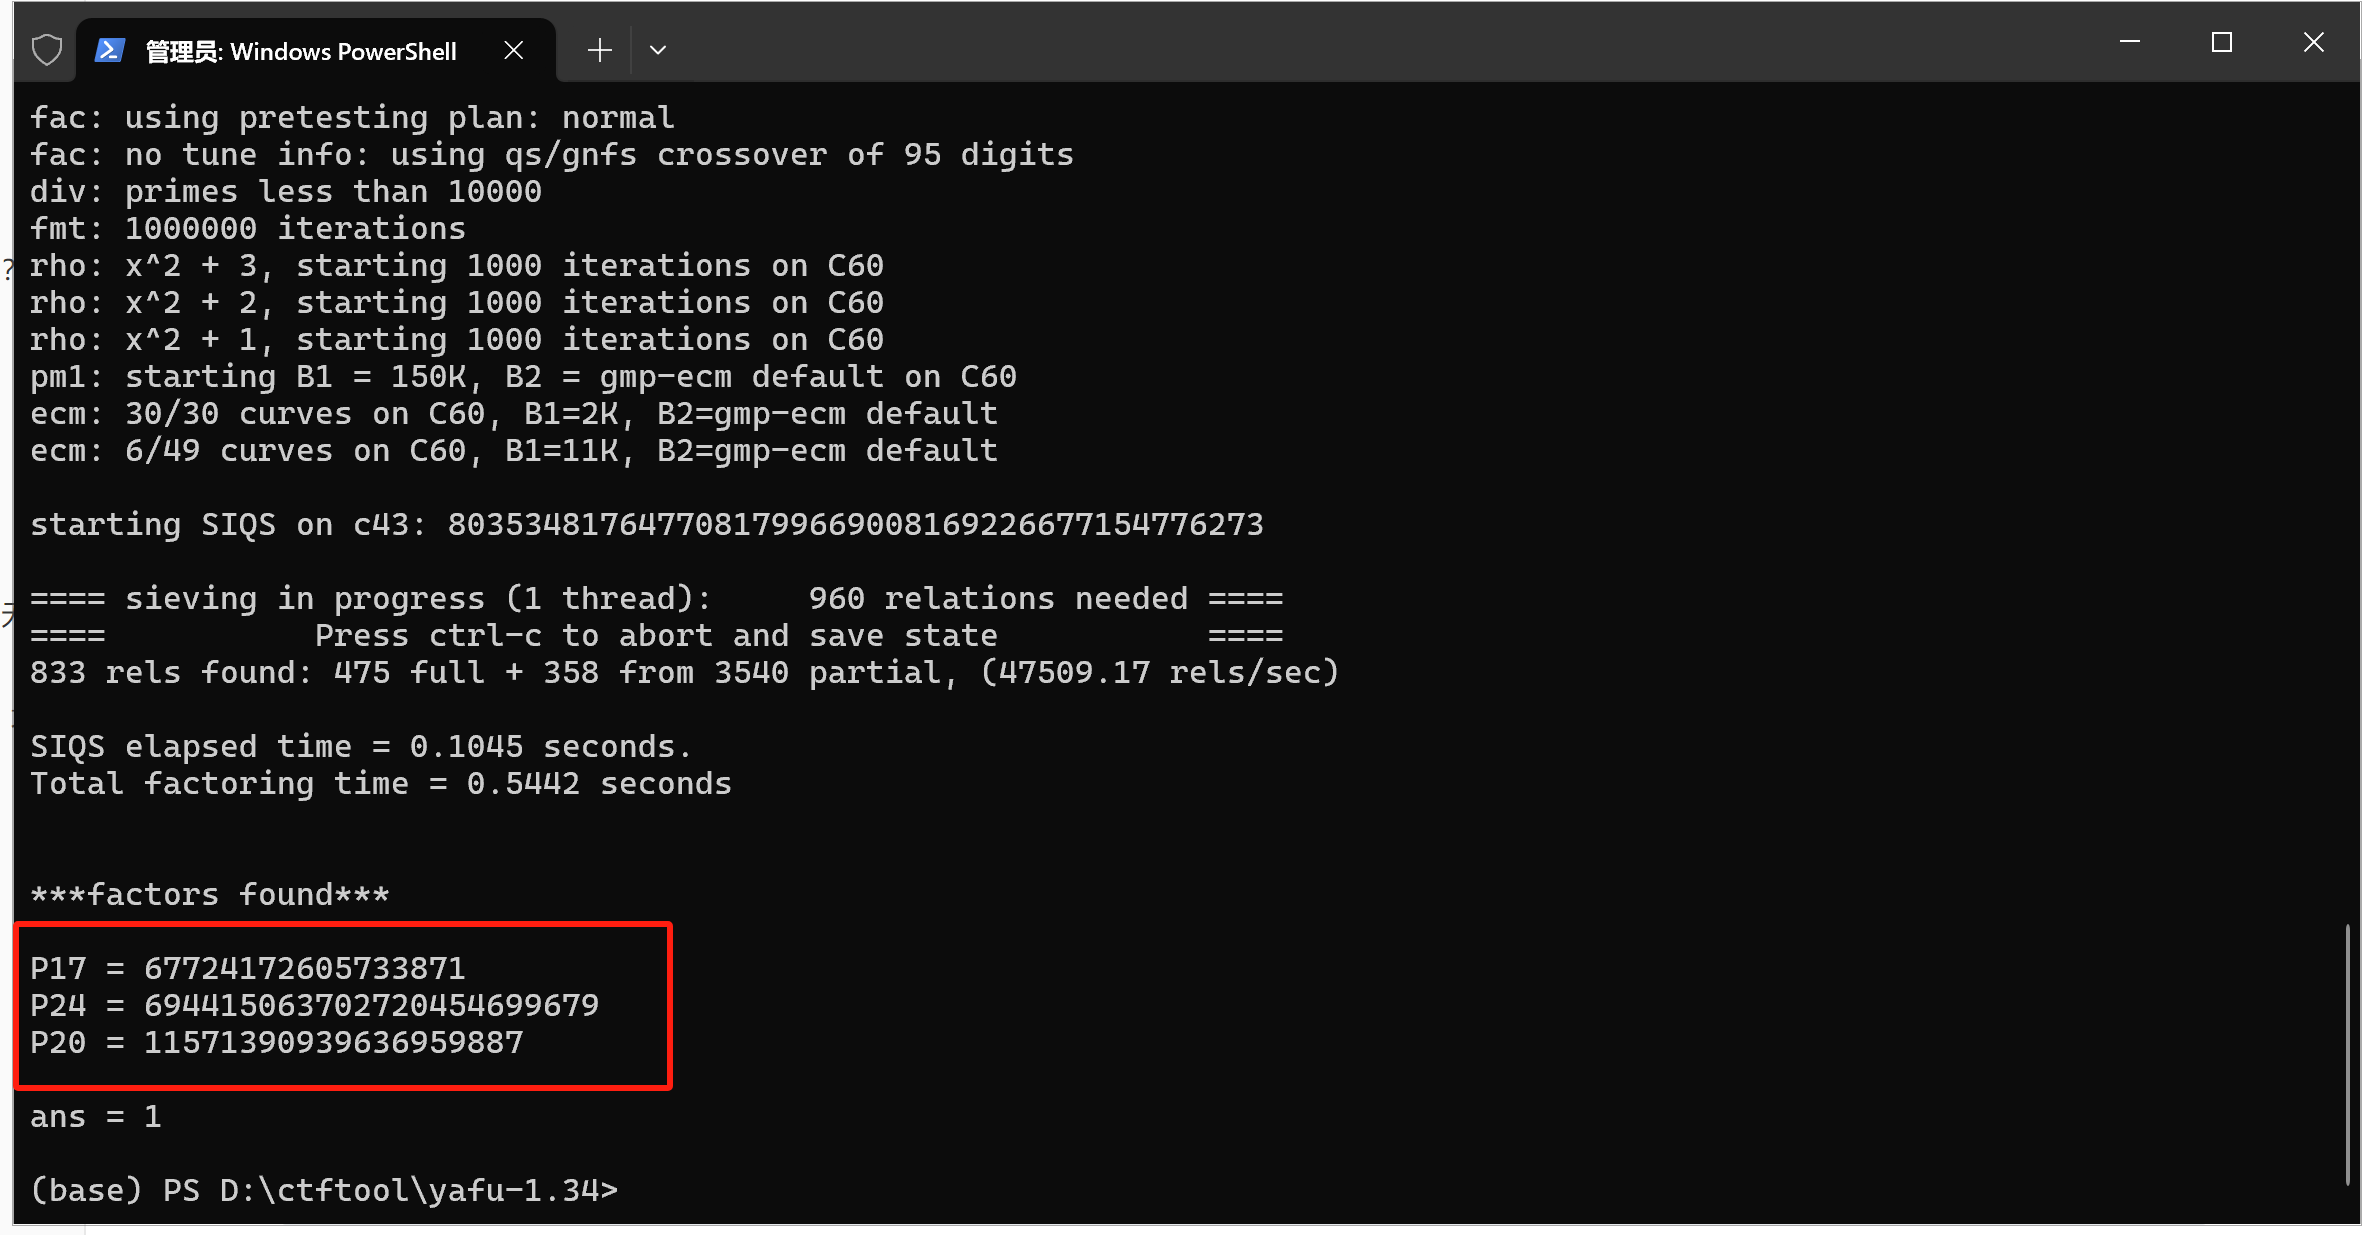 管理员: Windows PowerShell
fac: using pretesting plan: normal
fac: no tune info: using qs/gnfs crossover of 95 digits
div: primes less than 10000
fmt: 1000000 iterations
rho: x^2 + 3, starting 1000 iterations on C60
rho: x^2 + 2, starting 1000 iterations on C60
rho: x^2 + 1, starting 1000 iterations on C60
pm1: starting B1 = 150K, B2 = gmp-ecm default on C60
ecm: 30/30 curves on C60, B1=2K, B2=gmp-ecm default
ecm: 6/49 curves on C60, B1=11K, B2=gmp-ecm default
starting SIQS on c43: 8035348176477081799669008169226677154776273
==== sieving in progress (1 thread):     960 relations needed ====
====           Press ctrl-c to abort and save state           ====
833 rels found: 475 full + 358 from 3540 partial, (47509.17 rels/sec)
SIQS elapsed time = 0.1045 seconds.
Total factoring time = 0.5442 seconds
***factors found***
P17 = 67724172605733871
P24 = 694415063702720454699679
P20 = 11571390939636959887
ans = 1
(base) PS D:\ctftool\yafu-1.34>